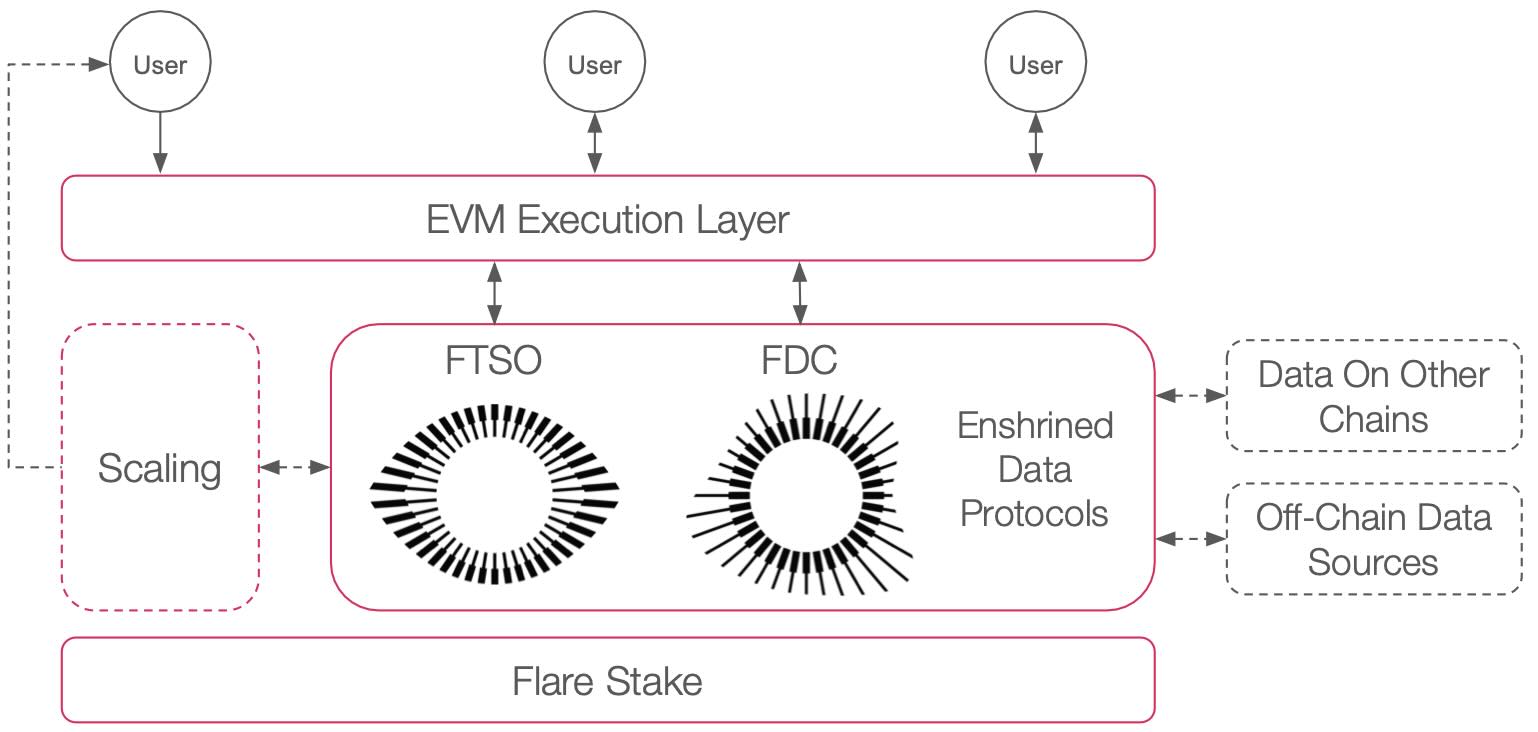 User
User
User
EVM Execution Layer
FTSO
FDC
Scaling
Enshrined
Data
Protocols
Data On Other
Chains
Off-Chain Data
Sources
Flare Stake